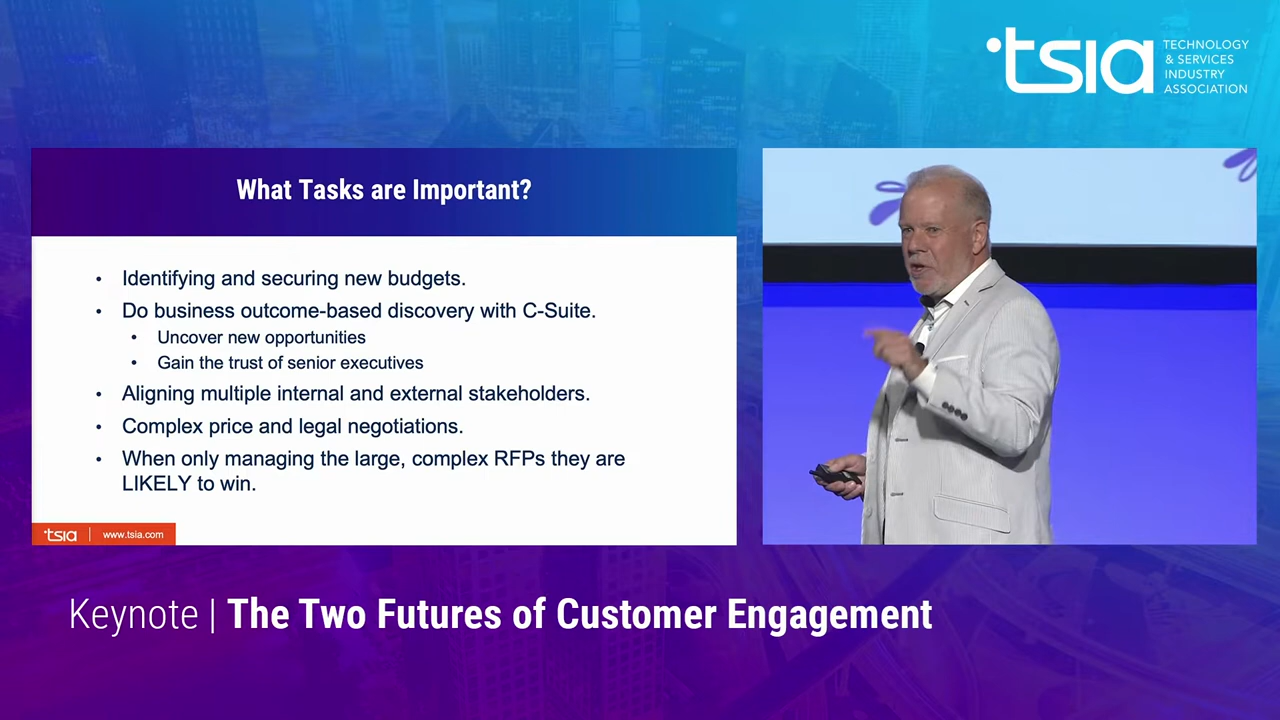 tsia
TECHNOLOGY
& SERVICES
INDUSTRY
ASSOCIATION
What Tasks are Important?
• Identifying and securing new budgets.
• Do business outcome-based discovery with C-Suite.
• Uncover new opportunities
• Gain the trust of senior executives
• Aligning multiple internal and external stakeholders.
• Complex price and legal negotiations.
• When only managing the large, complex RFPs they are
LIKELY to win.
tsia | www.tsia.com
Keynote | The Two Futures of Customer Engagement